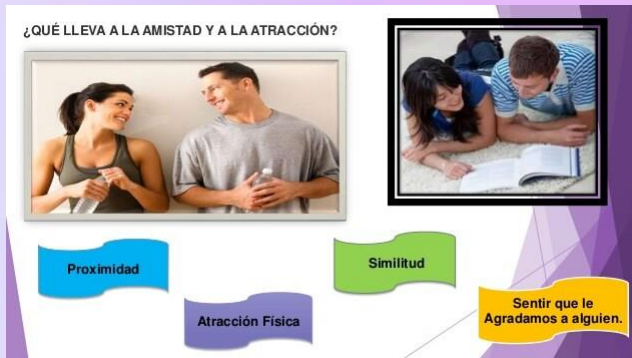 ¿QUÉ LLEVA A LA AMISTAD Y A LA ATRACCIÓN?
Proximidad
Similitud
Atracción Física
Sentir que le
Agradamos a alguien.